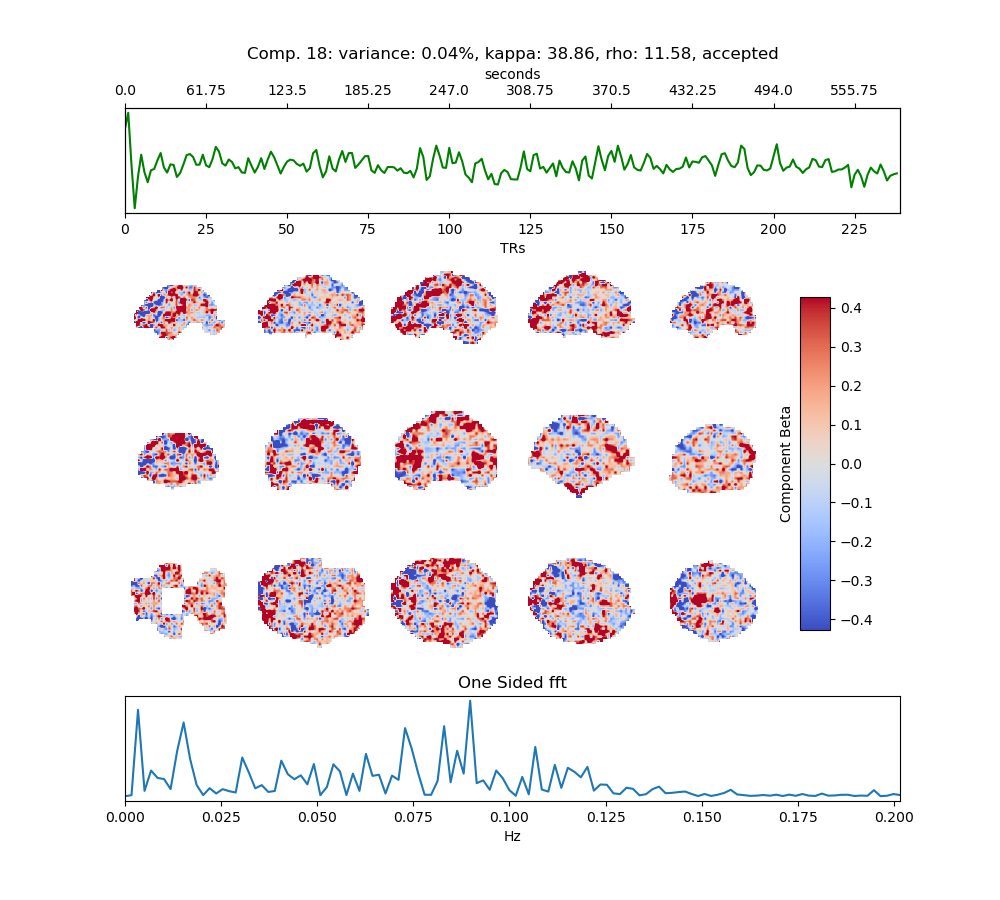 Comp. 18: variance: 0.04%, kappa: 38.86, rho: 11.58, accepted
seconds
0.0 61.75 123.5 185.25 247.0 308.75 370.5 432.25 494.0 555.75
0 25 50 75 100 125 150 175 200 225
TRs
0.4
0.3
0.2
0.1
0.0
−0.1
−0.2
−0.3
−0.4
Component Beta
One Sided fft
0.000 0.025 0.050 0.075 0.100 0.125 0.150 0.175 0.200
Hz